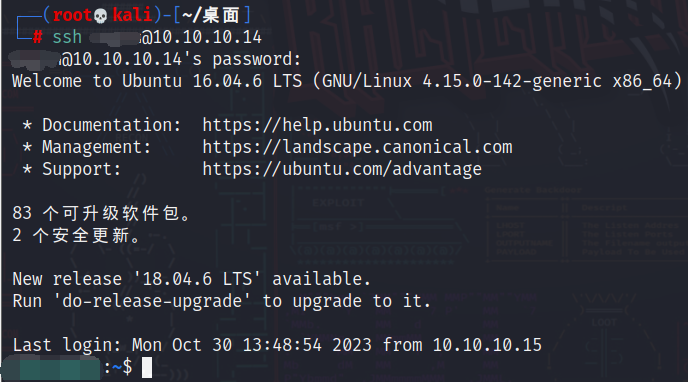 (root💀kali)-[~/桌面]
# ssh @10.10.10.14
@10.10.10.14's password:
Welcome to Ubuntu 16.04.6 LTS (GNU/Linux 4.15.0-142-generic x86_64)
* Documentation: https://help.ubuntu.com
* Management: https://landscape.canonical.com
* Support: https://ubuntu.com/advantage
83 个可升级软件包。
2 个安全更新。
New release '18.04.6 LTS' available.
Run 'do-release-upgrade' to upgrade to it.
Last login: Mon Oct 30 13:48:54 2023 from 10.10.10.15
:~$